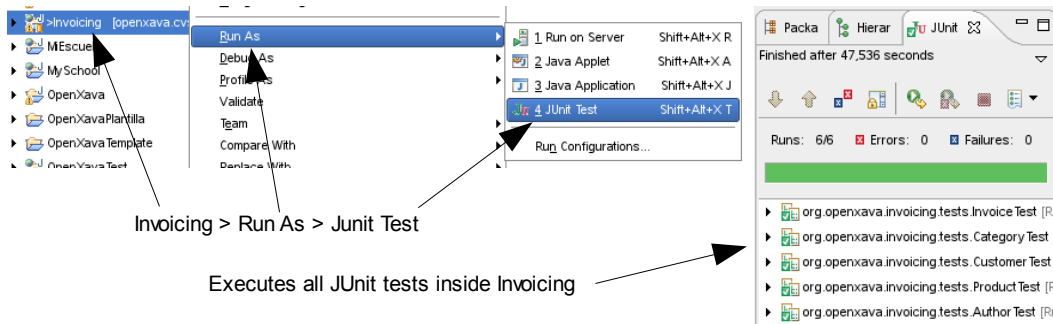 >Invoicing [openxava.cvs
MiEscuel
MySchool
OpenXava
OpenXavaPlantilla
OpenXavaTemplate
OpenXavaTest
Run As
Debug As
Profile As
Validate
Team
Compare With
Replace With
1 Run on Server Shift+Alt+X R
2 Java Applet Shift+Alt+X A
3 Java Application Shift+Alt+X J
4 JUnit Test Shift+Alt+X T
Run Configurations...
Invoicing > Run As > Junit Test
Executes all JUnit tests inside Invoicing
Packa Hierar JUnit
Finished after 47,536 seconds
Runs: 6/6 Errors: 0 Failures: 0
org.openxava.invoicing.tests.InvoiceTest [R
org.openxava.invoicing.tests.CategoryTest
org.openxava.invoicing.tests.CustomerTest
org.openxava.invoicing.tests.ProductTest [R
org.openxava.invoicing.tests.AuthorTest [R